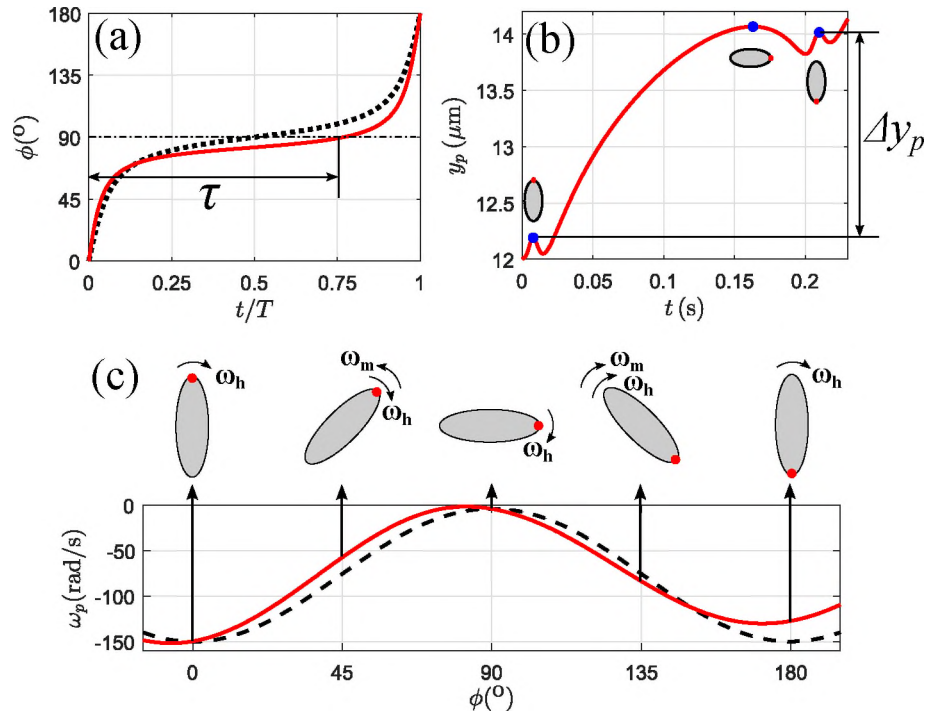 (a)
180
135
90
45
0
ϕ(°)
τ
0 0.25 0.5 0.75 1
t/T
(b)
14
13.5
13
12.5
12
y_p (μm)
Δy_p
0 0.05 0.1 0.15 0.2
t (s)
(c)
ω_h
ω_m
ω_h
ω_h
ω_m
ω_h
ω_h
0
-50
-100
-150
ω_p(rad/s)
0 45 90 135 180
ϕ(°)